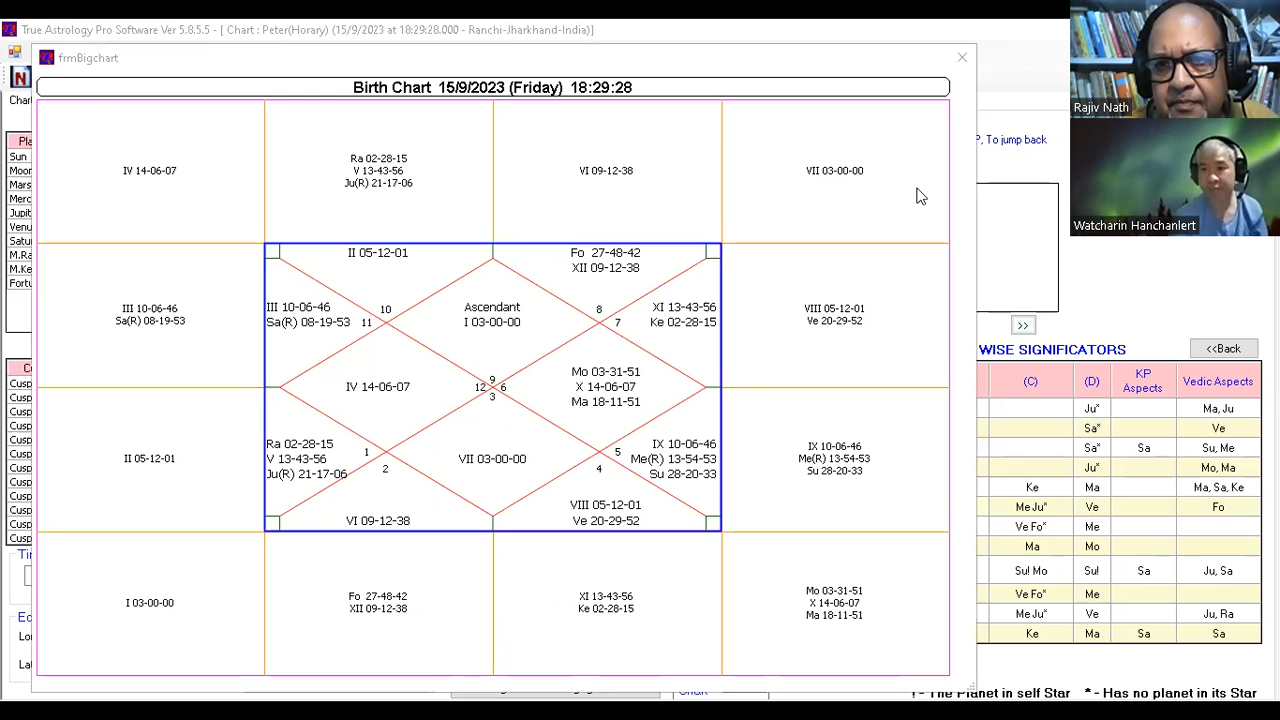 True Astrology Pro Software Ver 5.8.5.5 - [ Chart : Peter(Horary) (15/9/2023 at 18:29:28.000 - Ranchi-Jharkhand-India)]
frmBigchart
Birth Chart 15/9/2023 (Friday) 18:29:28
IV 14-06-07
Ra 02-28-15
V 13-43-56
Ju(R) 21-17-06
VI 09-12-38
VII 03-00-00
III 10-06-46
Sa(R) 08-19-53
II 05-12-01
Fo 27-48-42
XII 09-12-38
III 10-06-46
Sa(R) 08-19-53
10
11
Ascendant
I 03-00-00
8
7
XI 13-43-56
Ke 02-28-15
VIII 05-12-01
Ve 20-29-52
IV 14-06-07
12
9
6
3
Mo 03-31-51
X 14-06-07
Ma 18-11-51
II 05-12-01
Ra 02-28-15
V 13-43-56
Ju(R) 21-17-06
1
2
VII 03-00-00
5
4
IX 10-06-46
Me(R) 13-54-53
Su 28-20-33
IX 10-06-46
Me(R) 13-54-53
Su 28-20-33
VI 09-12-38
VIII 05-12-01
Ve 20-29-52
I 03-00-00
Fo 27-48-42
XII 09-12-38
XI 13-43-56
Ke 02-28-15
Mo 03-31-51
X 14-06-07
Ma 18-11-51
N
Sun
Moon
Mars
Merc
Jupit
Venu
Satu
M.Ra
M.Ke
Fortu
Cusp
Cusp
Cusp
Cusp
Cusp
Cusp
Cusp
Cusp
Cusp
Cusp
Cusp
Cusp
Rajiv Nath
Watcharin Hanchanlert
To jump back
>>
WISE SIGNIFICATORS
<<Back
(C) (D) KP Aspects Vedic Aspects
Ju* Ma, Ju
Sa* Ve
Sa* Sa Su, Me
Ju* Mo, Ma
Ke Ma Ma, Sa, Ke
Me Ju* Ve Fo
Ve Fo* Me
Ma Mo
Su! Mo Su! Sa Ju, Sa
Ve Fo* Me
Me Ju* Ve Ju, Ra
Ke Ma Sa Sa
! - The Planet in self Star * - Has no planet in its Star